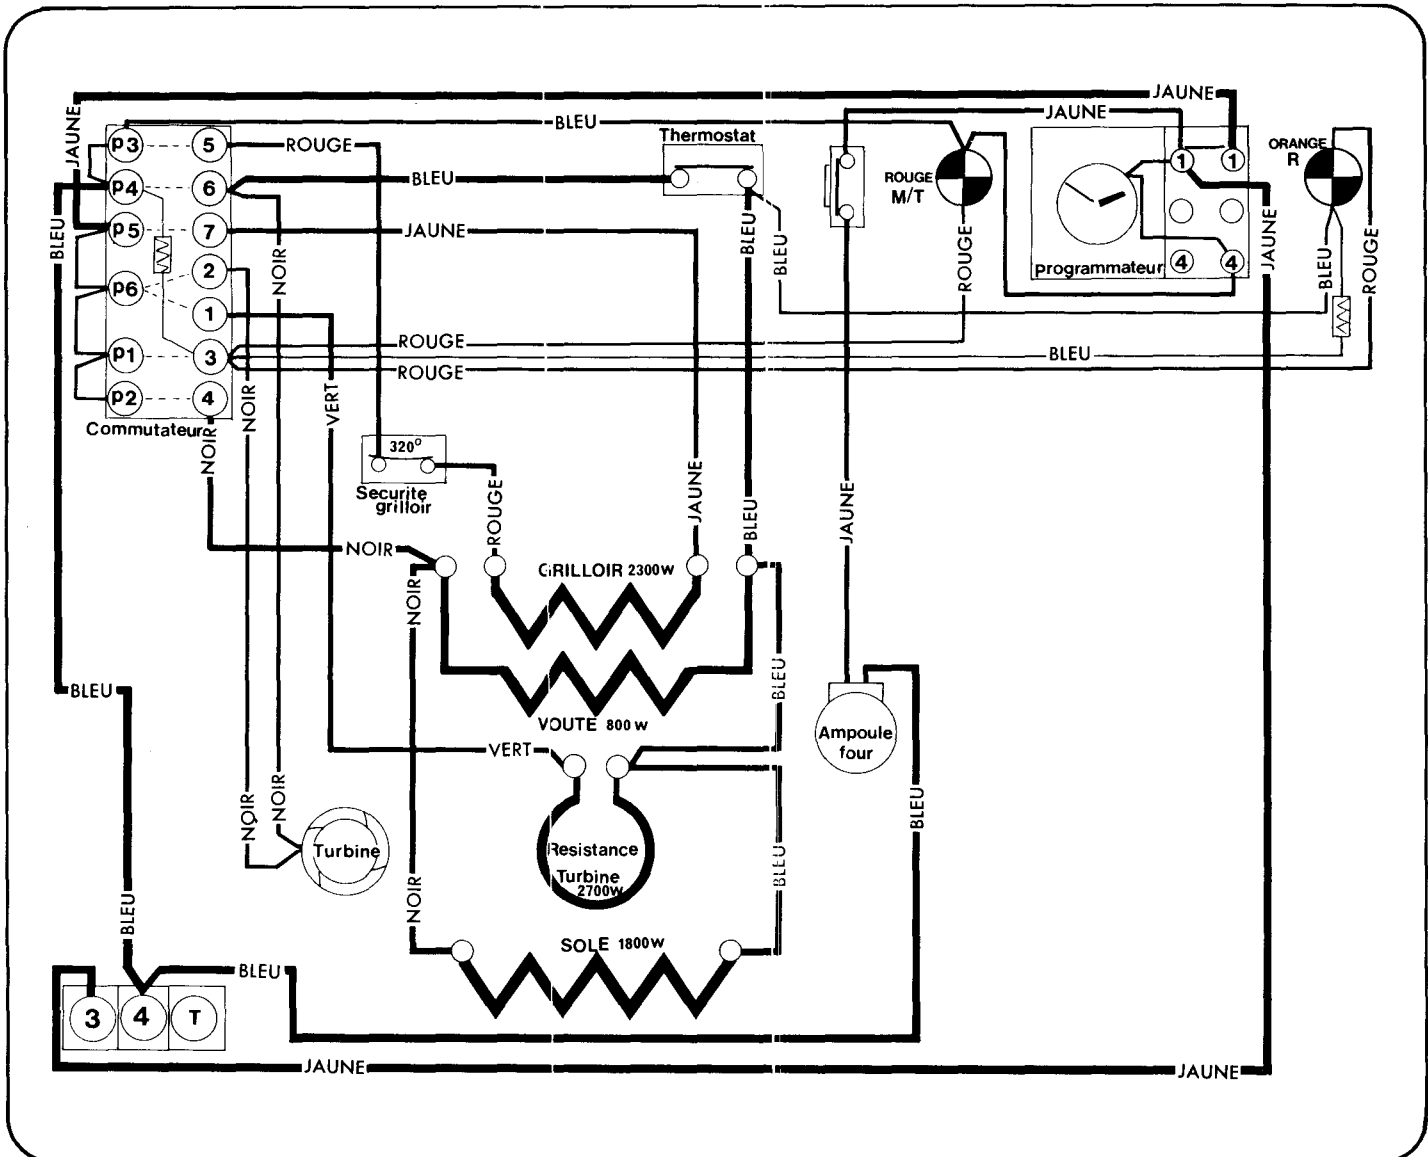 JAUNE
JAUNE
BLEU
JAUNE
Thermostat
ORANGE
R
p3
5
ROUGE
1
1
p4
6
BLEU
ROUGE
M/T
p5
7
JAUNE
BLEU
NOIR
BLEU
BLEU
ROUGE
programmateur
4
4
JAUNE
BLEU
ROUGE
p6
2
1
p1
3
ROUGE
BLEU
ROUGE
p2
4
Commutateur
NOIR
NOIR
VERT
320°
Securite
grilloir
ROUGE
JAUNE
BLEU
JAUNE
NOIR
NOIR
GRILLOIR 2300W
BLEU
BLEU
VOUTE 800 W
VERT
Ampoule
four
NOIR
NOIR
Turbine
Resistance
Turbine
2700W
BLEU
BLEU
NOIR
BLEU
SOLE 1800W
BLEU
3
4
T
JAUNE
JAUNE